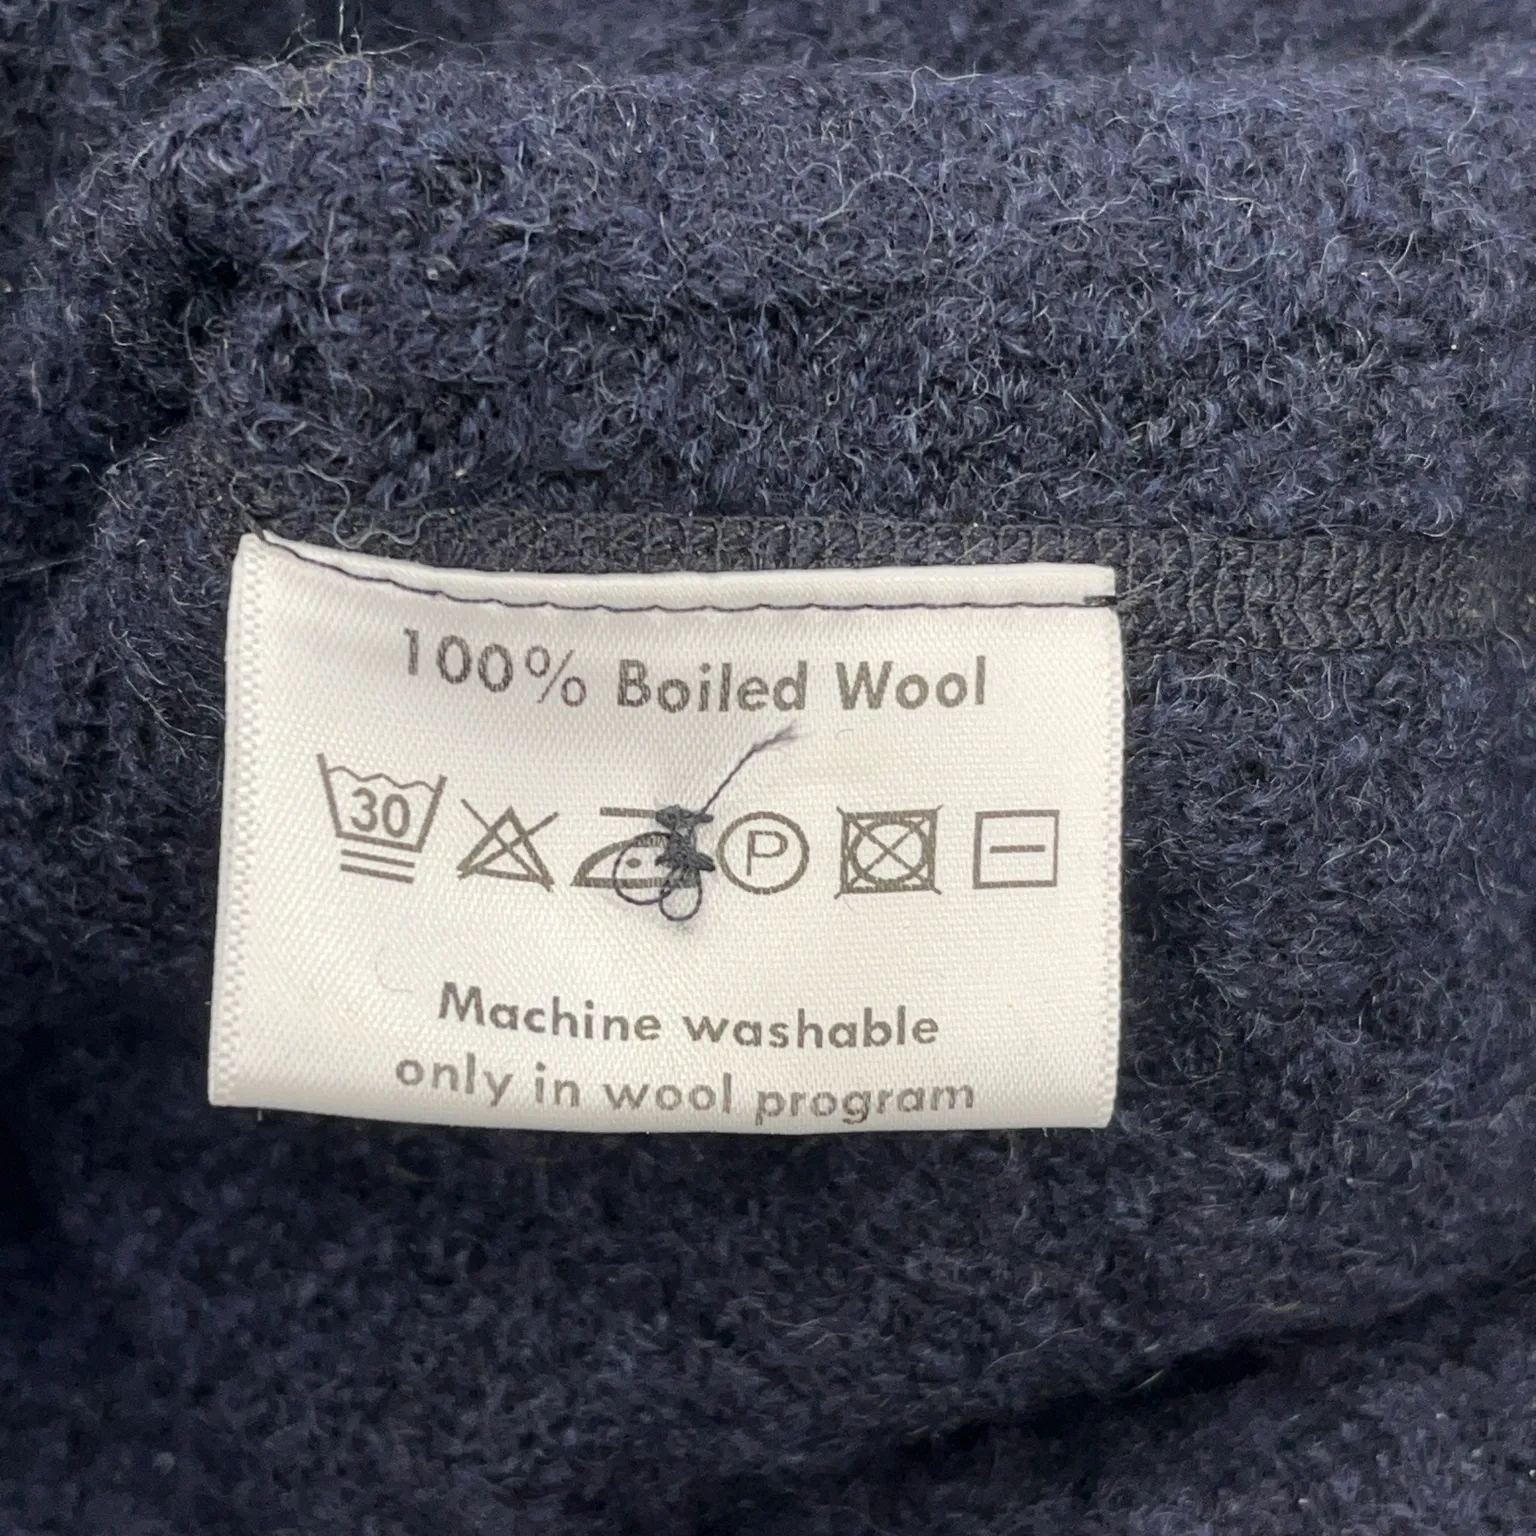 100% Boiled Wool
30 P
Machine washable
only in wool program